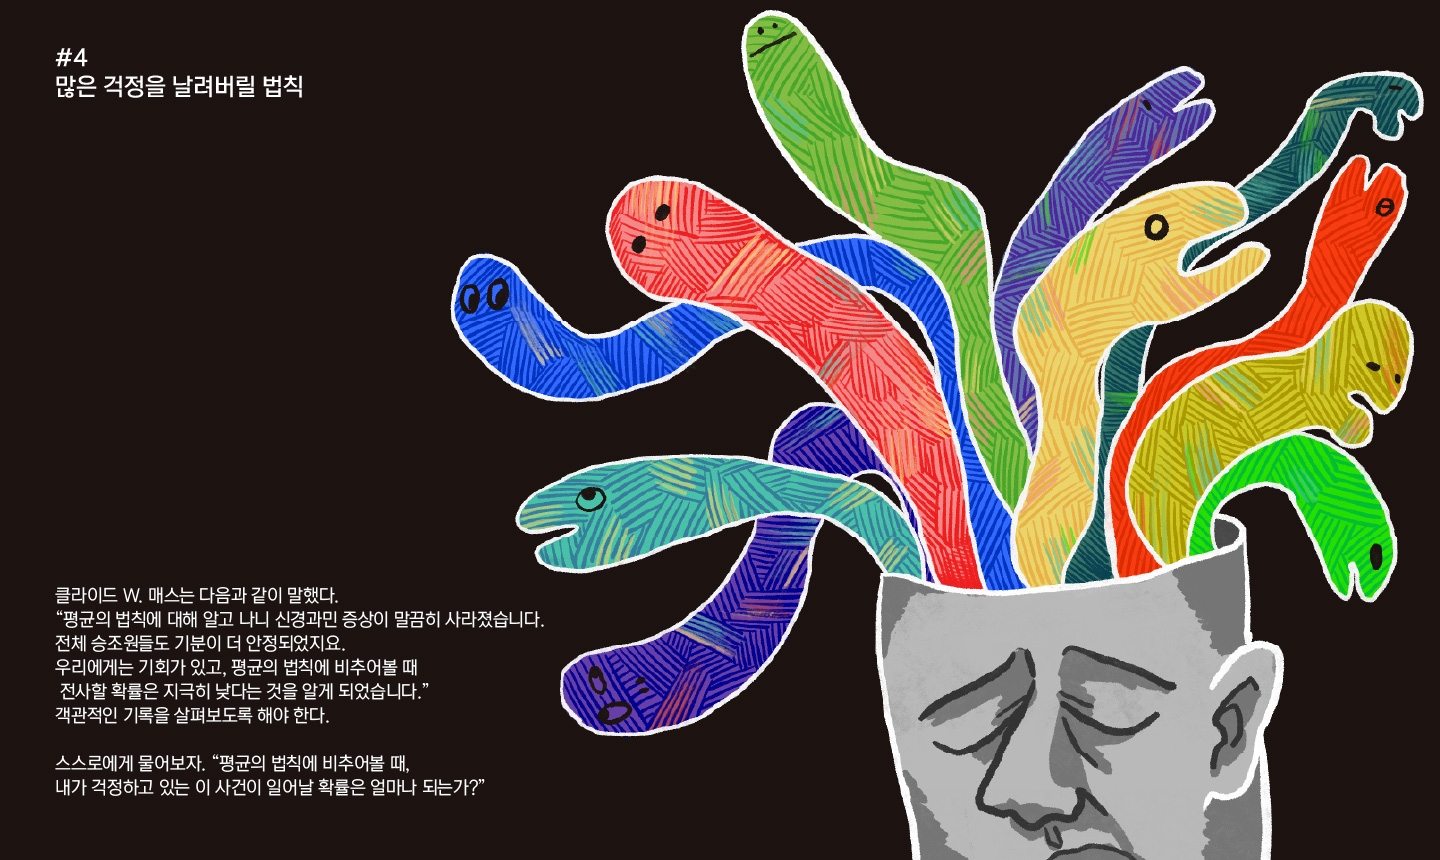 #4
많은 걱정을 날려버릴 법칙
클라이드 W. 매스는 다음과 같이 말했다.
“평균의 법칙에 대해 알고 나니 신경과민 증상이 말끔히 사라졌습니다.
전체 승조원들도 기분이 더 안정되었지요.
우리에게는 기회가 있고, 평균의 법칙에 비추어볼 때
전사할 확률은 지극히 낮다는 것을 알게 되었습니다.”
객관적인 기록을 살펴보도록 해야 한다.
스스로에게 물어보자. “평균의 법칙에 비추어볼 때,
내가 걱정하고 있는 이 사건이 일어날 확률은 얼마나 되는가?”